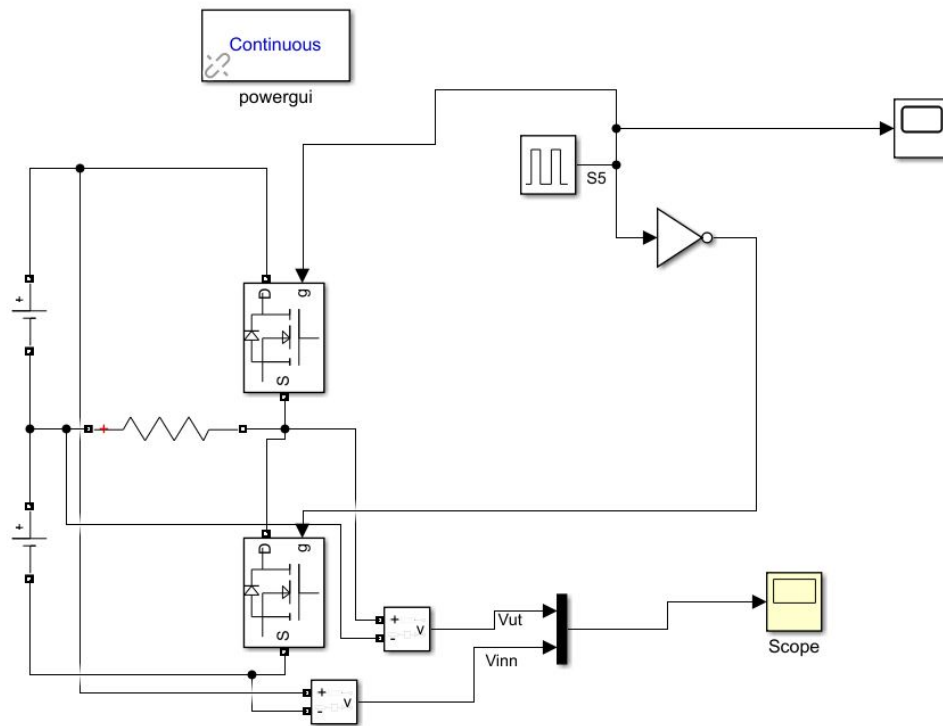 Continuous
powergui
S5
+
D
g
S
+
+
D
g
S
+
-
v
Vut
Vinn
Scope
+
-
v